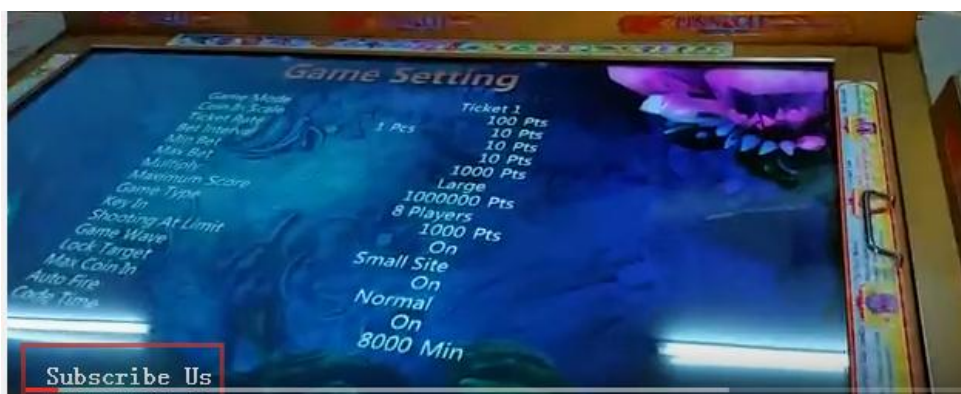 Game Setting
Game Mode Ticket 1
Coin In Scale 100 Pts
Ticket Rate 1 Pcs 10 Pts
Bet Interval 10 Pts
Min Bet 10 Pts
Max Bet 1000 Pts
Multiple Large
Maximum Score 1000000 Pts
Game Type 8 Players
Key In 1000 Pts
Shooting At Limit On
Game Wave Small Site
Lock Target On
Max Coin In Normal
Auto Fire On
Code Time 8000 Min
Subscribe Us